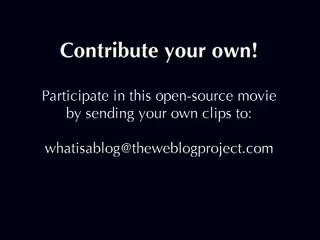 Contribute your own!
Participate in this open-source movie
by sending your own clips to:
whatisablog@theweblogproject.com